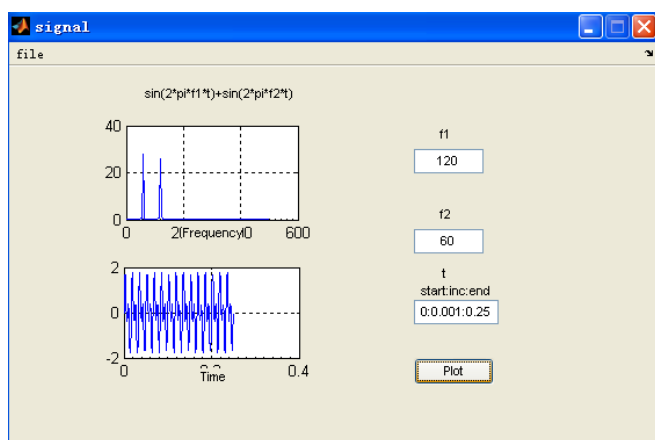 signal
file
sin(2*pi*f1*t)+sin(2*pi*f2*t)
40
20
0
0
Frequency
600
2
0
-2
0
Time
0.4
f1
120
f2
60
t
start:inc:end
0:0.001:0.25
Plot